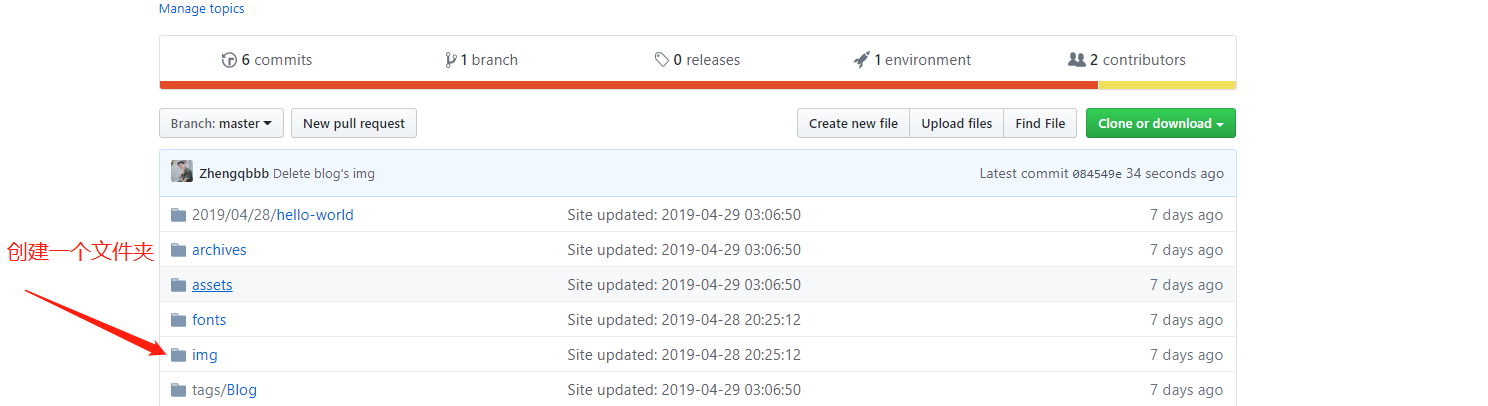 Manage topics
6 commits 1 branch 0 releases 1 environment 2 contributors
Branch: master New pull request Create new file Upload files Find File Clone or download
Zhengqbbb Delete blog's img Latest commit 084549e 34 seconds ago
2019/04/28/hello-world Site updated: 2019-04-29 03:06:50 7 days ago
创建一个文件夹
archives Site updated: 2019-04-29 03:06:50 7 days ago
assets Site updated: 2019-04-29 03:06:50 7 days ago
fonts Site updated: 2019-04-28 20:25:12 7 days ago
img Site updated: 2019-04-28 20:25:12 7 days ago
tags/Blog Site updated: 2019-04-29 03:06:50 7 days ago